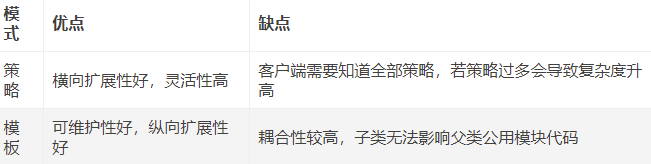 模式 优点 缺点
策略 横向扩展性好，灵活性高 客户端需要知道全部策略，若策略过多会导致复杂度升高
模板 可维护性好，纵向扩展性好 耦合性较高，子类无法影响父类公用模块代码